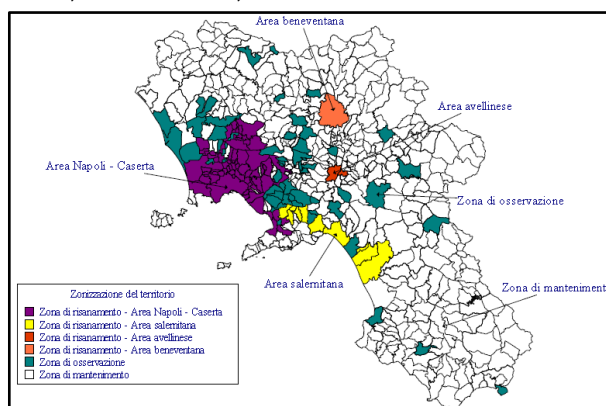 Area beneventana
Area avellinese
Area Napoli - Caserta
Zona di osservazione
Area salernitana
Zona di mantenimento
Zonizzazione del territorio
Zona di risanamento - Area Napoli - Caserta
Zona di risanamento - Area salernitana
Zona di risanamento - Area avellinese
Zona di risanamento - Area beneventana
Zona di osservazione
Zona di mantenimento